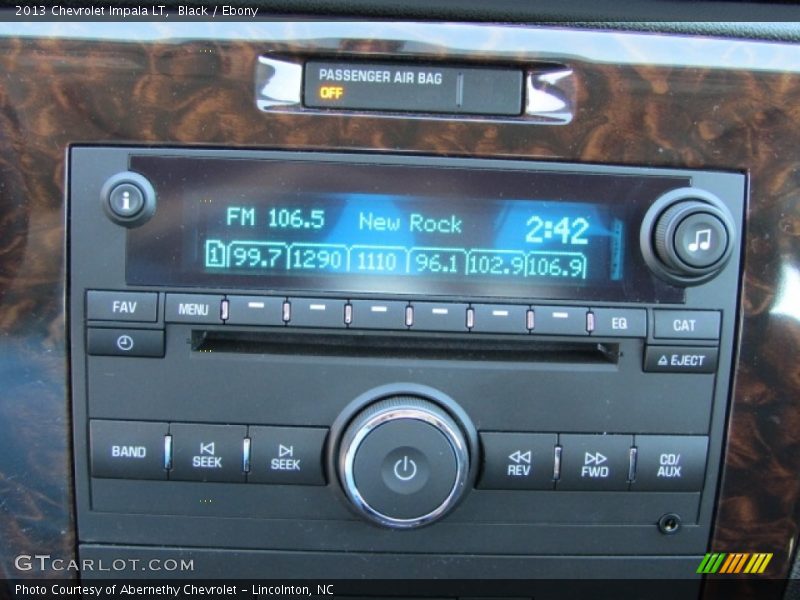 2013 Chevrolet Impala LT, Black / Ebony
PASSENGER AIR BAG
OFF
i
FM 106.5 New Rock 2:42
1 99.7 1290 1110 96.1 102.9 106.9
FAV MENU EQ CAT
EJECT
BAND SEEK SEEK REV FWD CD/AUX
GTCARLOT.COM
Photo Courtesy of Abernethy Chevrolet – Lincolnton, NC